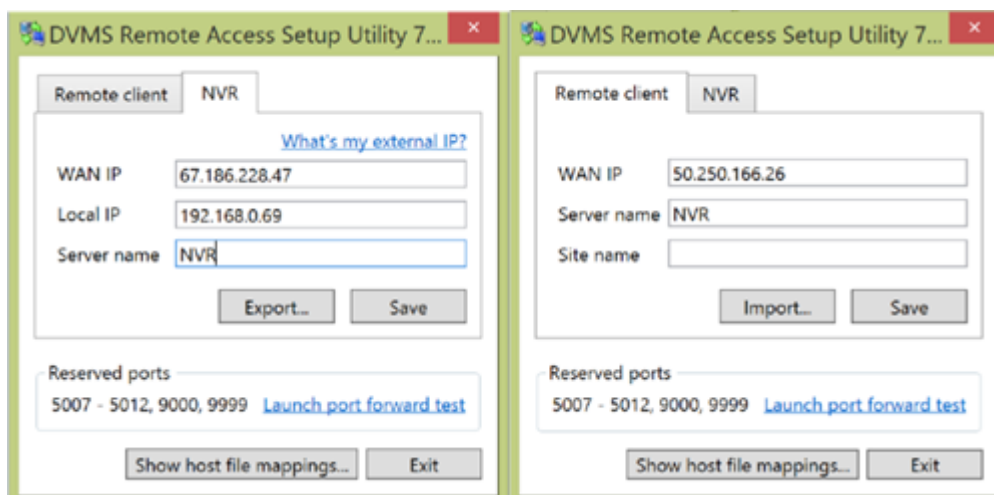 DVMS Remote Access Setup Utility 7...
Remote client NVR
What's my external IP?
WAN IP 67.186.228.47
Local IP 192.168.0.69
Server name NVR
Export... Save
Reserved ports
5007 - 5012, 9000, 9999 Launch port forward test
Show host file mappings... Exit
DVMS Remote Access Setup Utility 7...
Remote client NVR
WAN IP 50.250.166.26
Server name NVR
Site name
Import... Save
Reserved ports
5007 - 5012, 9000, 9999 Launch port forward test
Show host file mappings... Exit